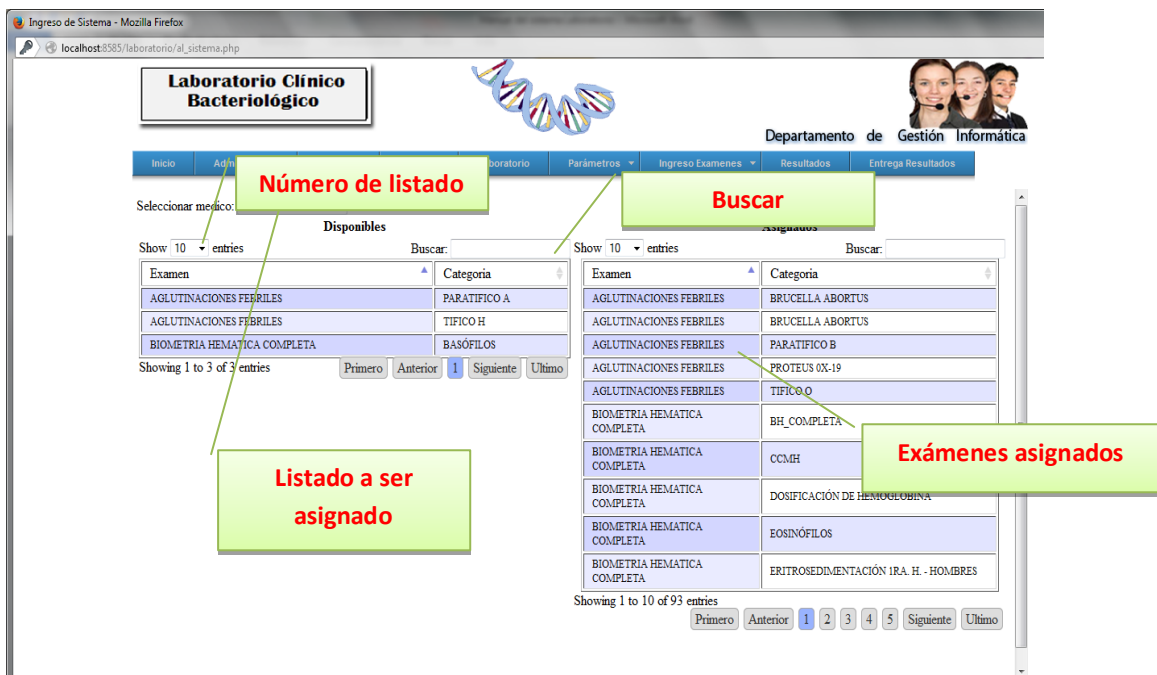 Ingreso de Sistema - Mozilla Firefox
localhost:8585/laboratorio/al_sistema.php
Laboratorio Clínico
Bacteriológico
Departamento de Gestión Informática
Inicio
Parámetros
Ingreso Examenes
Resultados
Entrega Resultados
Número de listado
Buscar
Seleccionar medico:
Disponibles
Asignados
Show 10 entries
Buscar:
Examen Categoria
AGLUTINACIONES FEBRILES PARATIFICO A
AGLUTINACIONES FEBRILES TIFICO H
BIOMETRIA HEMATICA COMPLETA BASÓFILOS
Showing 1 to 3 of 3 entries
Primero Anterior 1 Siguiente Ultimo
Listado a ser
asignado
Show 10 entries
Buscar:
Examen Categoria
AGLUTINACIONES FEBRILES BRUCELLA ABORTUS
AGLUTINACIONES FEBRILES BRUCELLA ABORTUS
AGLUTINACIONES FEBRILES PARATIFICO B
AGLUTINACIONES FEBRILES PROTEUS 0X-19
AGLUTINACIONES FEBRILES TIFICO O
BIOMETRIA HEMATICA
COMPLETA
BH_COMPLETA
BIOMETRIA HEMATICA
COMPLETA
CCMH
BIOMETRIA HEMATICA
COMPLETA
DOSIFICACIÓN DE HEMOGLOBINA
BIOMETRIA HEMATICA
COMPLETA
EOSINÓFILOS
BIOMETRIA HEMATICA
COMPLETA
ERITROSEDIMENTACIÓN 1RA. H. - HOMBRES
Exámenes asignados
Showing 1 to 10 of 93 entries
Primero Anterior 1 2 3 4 5 Siguiente Ultimo